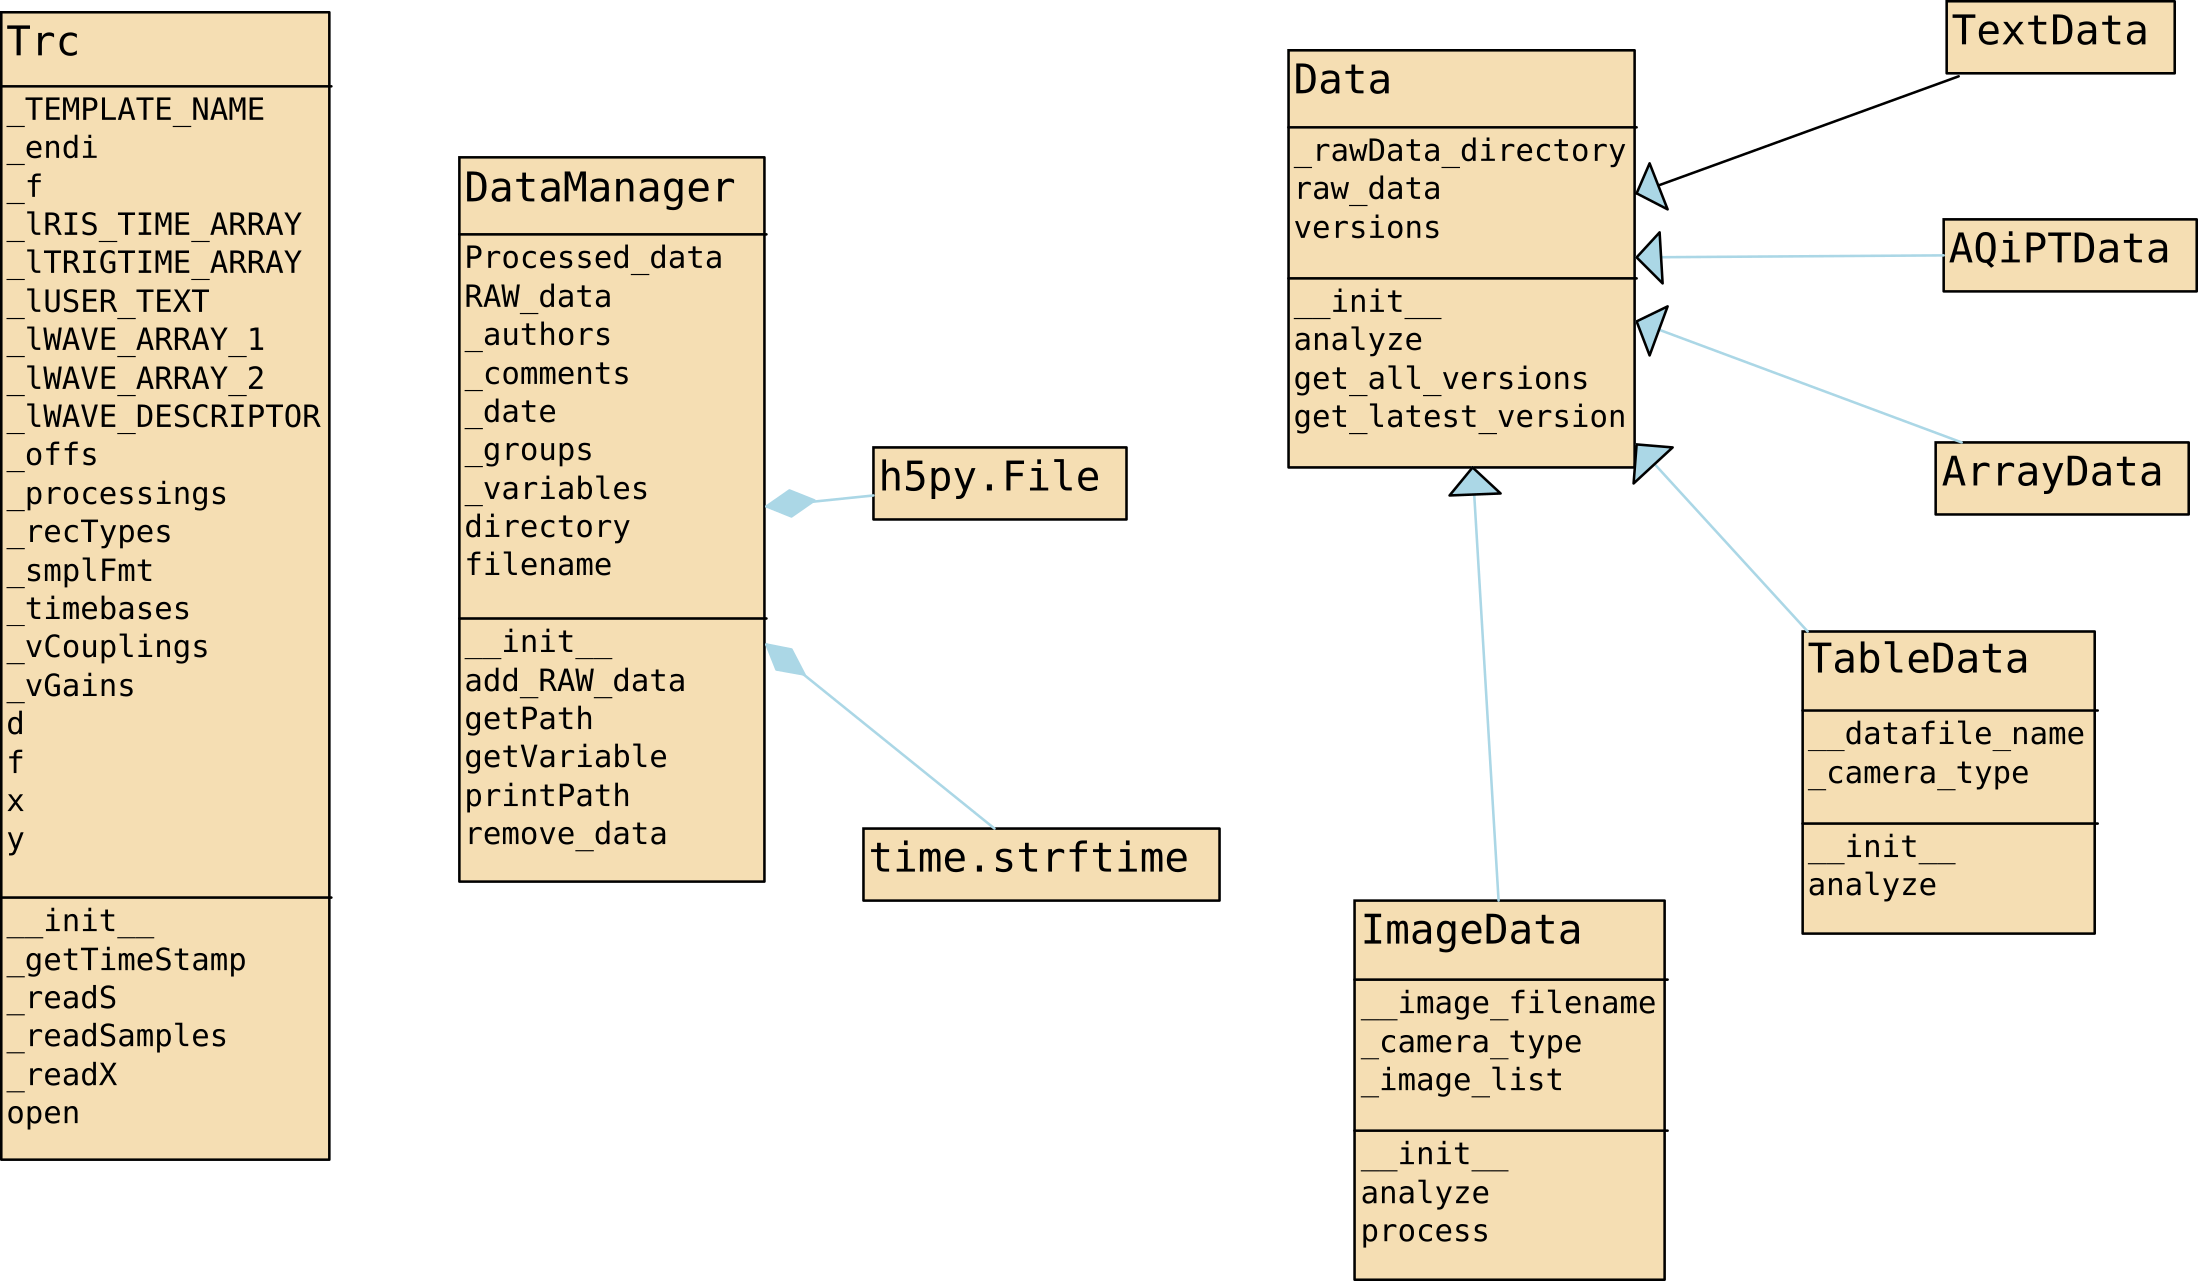 Trc
_TEMPLATE_NAME
_endi
_f
_lRIS_TIME_ARRAY
_lTRIGTIME_ARRAY
_lUSER_TEXT
_lWAVE_ARRAY_1
_lWAVE_ARRAY_2
_lWAVE_DESCRIPTOR
_offs
_processings
_recTypes
_smplFmt
_timebases
_vCouplings
_vGains
d
f
x
y
__init__
_getTimeStamp
_readS
_readSamples
_readX
open
DataManager
Processed_data
RAW_data
_authors
_comments
_date
_groups
_variables
directory
filename
__init__
add_RAW_data
getPath
getVariable
printPath
remove_data
h5py.File
time.strftime
Data
_rawData_directory
raw_data
versions
__init__
analyze
get_all_versions
get_latest_version
TextData
AQiPTData
ArrayData
TableData
__datafile_name
_camera_type
__init__
analyze
ImageData
__image_filename
_camera_type
_image_list
__init__
analyze
process